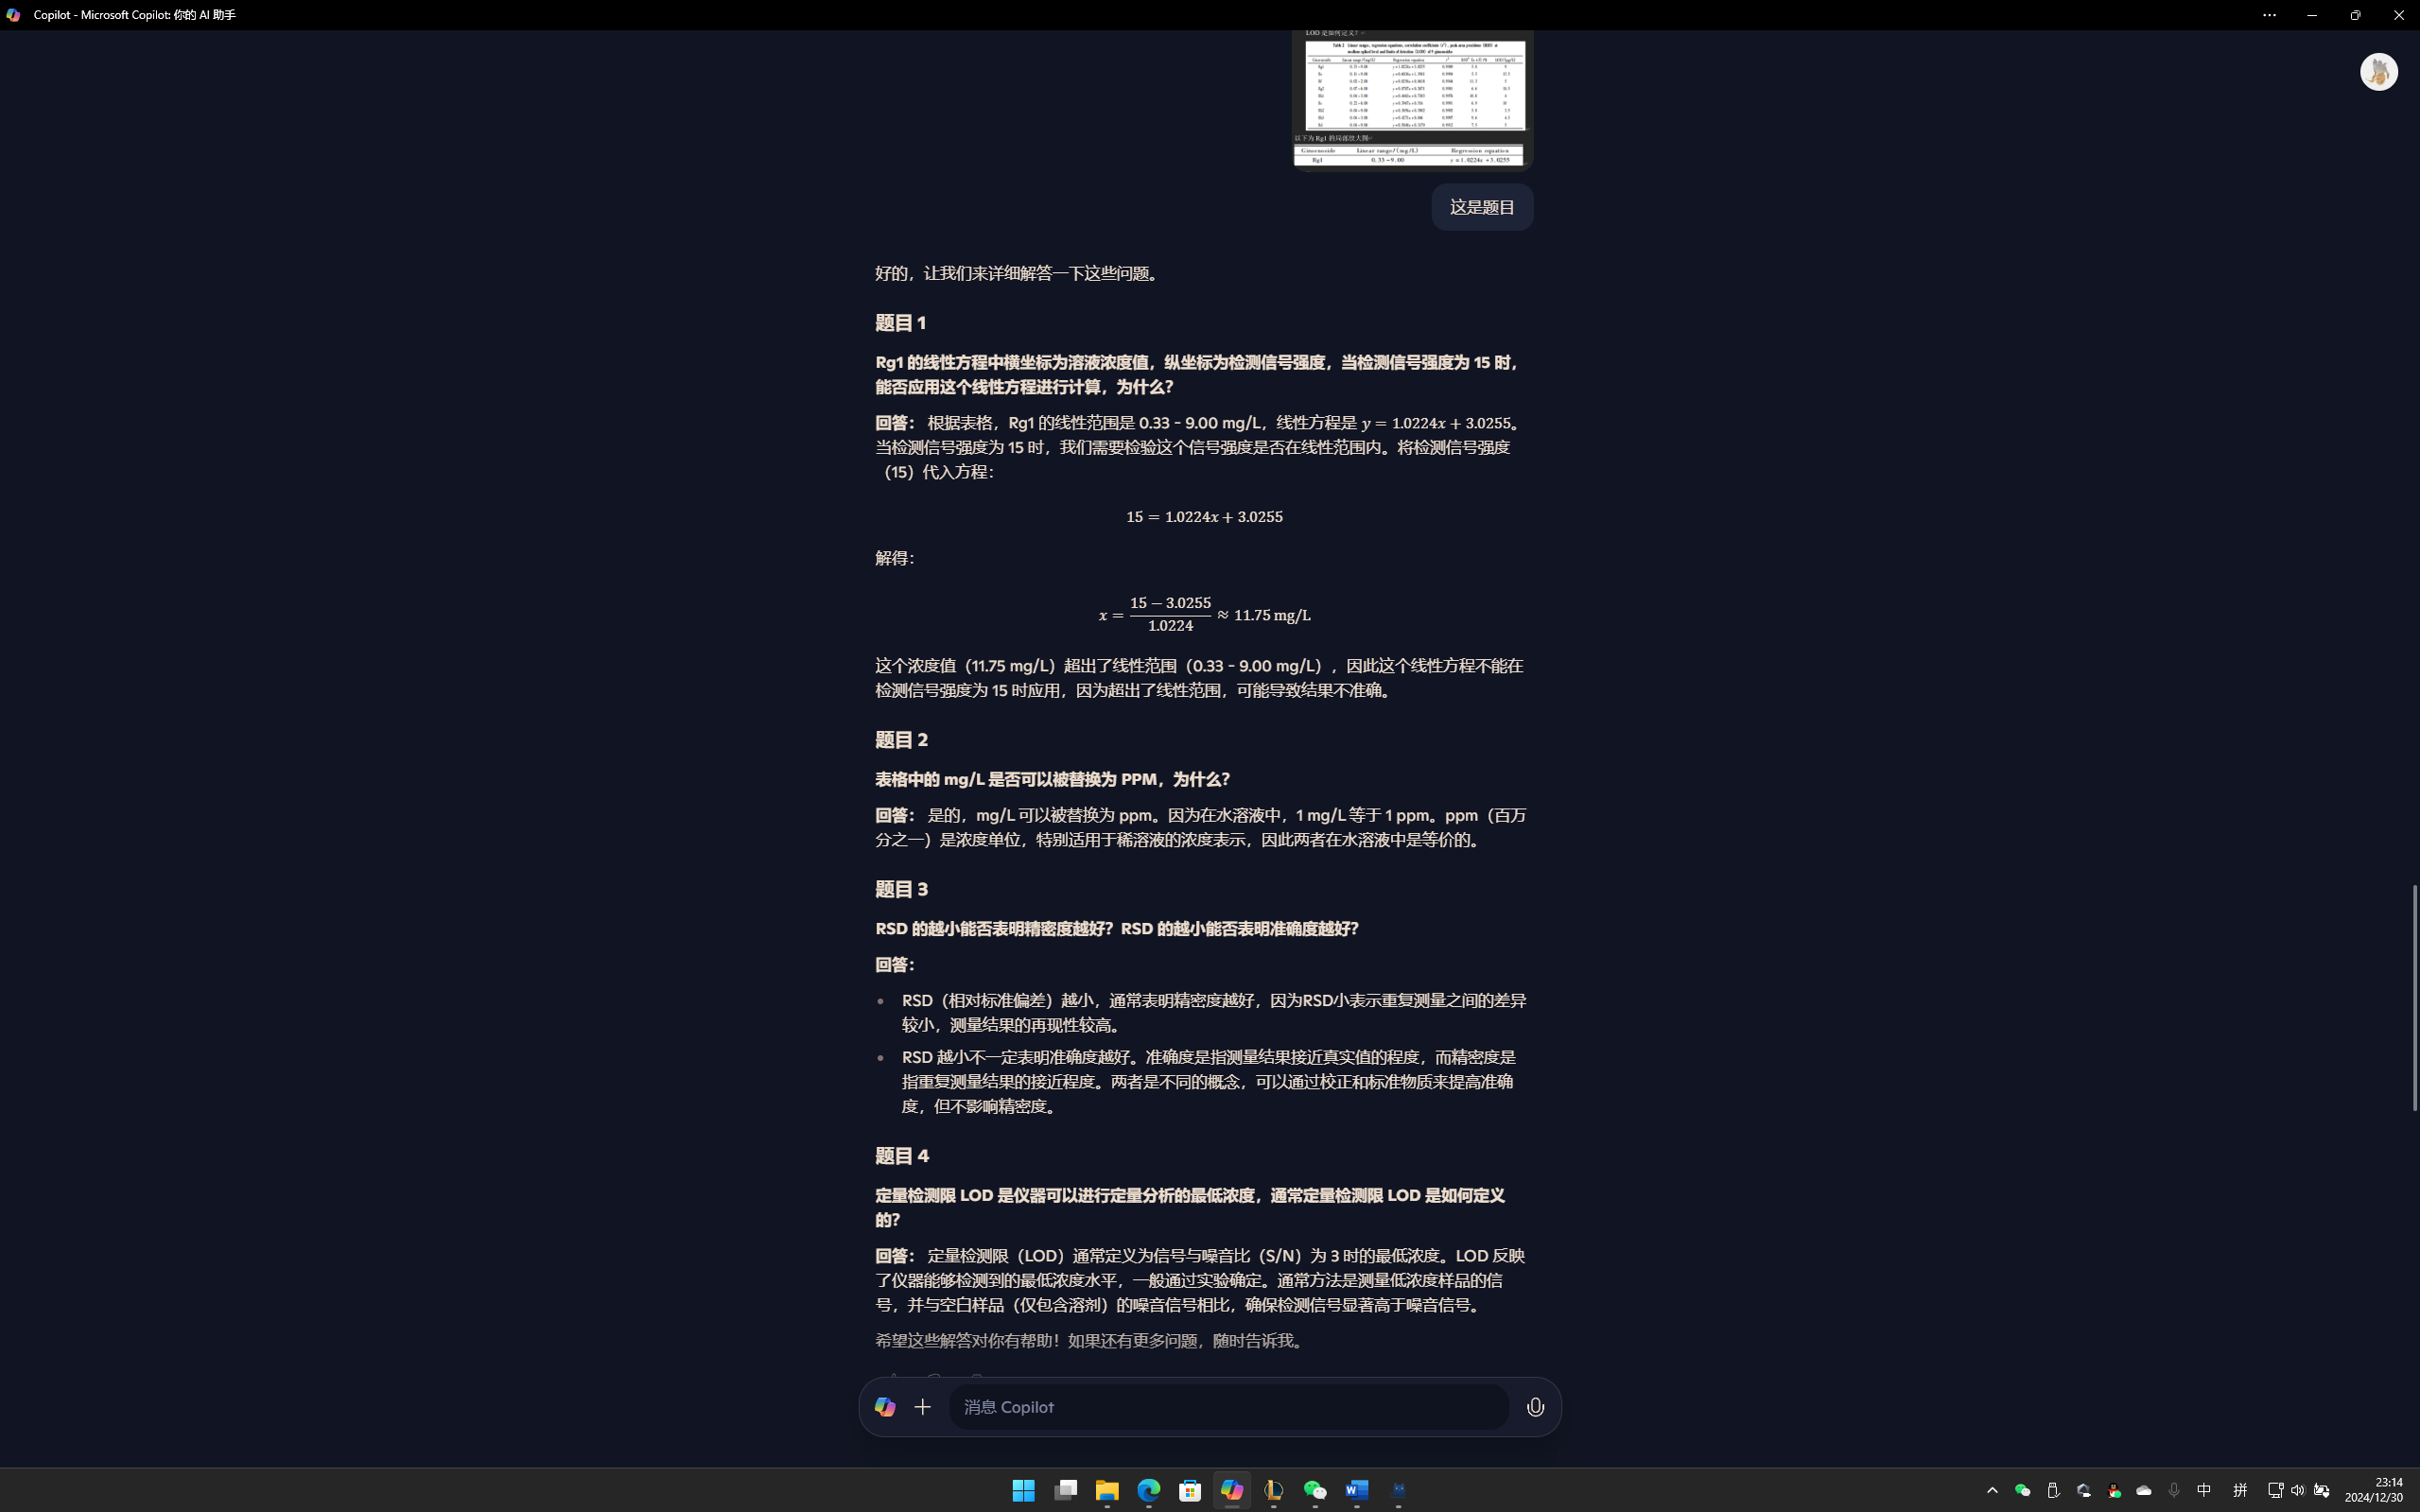 Copilot - Microsoft Copilot: 你的 AI 助手
LOD 是如何定义?
以下为 Rg1 的局部放大图
Ginsenoside Linear range/(mg/L) Regression equation
Rg1 0.33 -9.00 y = 1.0224x +3.0255
这是题目
好的，让我们来详细解答一下这些问题。
题目 1
Rg1 的线性方程中横坐标为溶液浓度值，纵坐标为检测信号强度，当检测信号强度为 15 时，
能否应用这个线性方程进行计算，为什么？
回答： 根据表格，Rg1 的线性范围是 0.33 - 9.00 mg/L，线性方程是 y = 1.0224x + 3.0255。
当检测信号强度为 15 时，我们需要检验这个信号强度是否在线性范围内。将检测信号强度
（15）代入方程：
15 = 1.0224x + 3.0255
解得：
x = (15 − 3.0255)/1.0224 ≈ 11.75 mg/L
这个浓度值（11.75 mg/L）超出了线性范围（0.33 - 9.00 mg/L），因此这个线性方程不能在
检测信号强度为 15 时应用，因为超出了线性范围，可能导致结果不准确。
题目 2
表格中的 mg/L 是否可以被替换为 PPM，为什么？
回答： 是的，mg/L 可以被替换为 ppm。因为在水溶液中，1 mg/L 等于 1 ppm。ppm（百万
分之一）是浓度单位，特别适用于稀溶液的浓度表示，因此两者在水溶液中是等价的。
题目 3
RSD 的越小能否表明精密度越好？RSD 的越小能否表明准确度越好？
回答：
RSD（相对标准偏差）越小，通常表明精密度越好，因为RSD小表示重复测量之间的差异
较小，测量结果的再现性较高。
RSD 越小不一定表明准确度越好。准确度是指测量结果接近真实值的程度，而精密度是
指重复测量结果的接近程度。两者是不同的概念，可以通过校正和标准物质来提高准确
度，但不影响精密度。
题目 4
定量检测限 LOD 是仪器可以进行定量分析的最低浓度，通常定量检测限 LOD 是如何定义
的？
回答： 定量检测限（LOD）通常定义为信号与噪音比（S/N）为 3 时的最低浓度。LOD 反映
了仪器能够检测到的最低浓度水平，一般通过实验确定。通常方法是测量低浓度样品的信
号，并与空白样品（仅包含溶剂）的噪音信号相比，确保检测信号显著高于噪音信号。
希望这些解答对你有帮助！如果还有更多问题，随时告诉我。
消息 Copilot
中 拼 23:14
2024/12/30